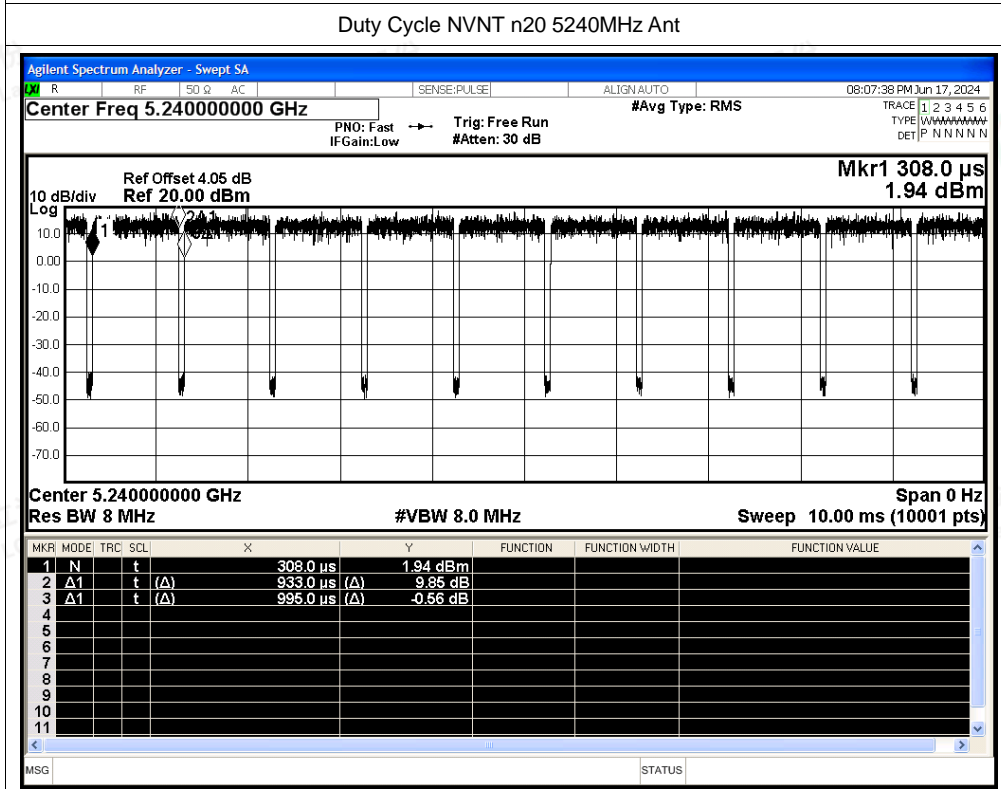 Duty Cycle NVNT n20 5240MHz Ant
Agilent Spectrum Analyzer - Swept SA
LXI R RF 50 Ω AC SENSE:PULSE ALIGN AUTO 08:07:38 PM Jun 17, 2024
Center Freq 5.240000000 GHz #Avg Type: RMS TRACE 1 2 3 4 5 6
PNO: Fast Trig: Free Run TYPE WWWWWW
IFGain:Low #Atten: 30 dB DET P N N N N N
Mkr1 308.0 µs
Ref Offset 4.05 dB
10 dB/div Ref 20.00 dBm 1.94 dBm
Log
1 2Δ1
10.0 3Δ1
0.00
-10.0
-20.0
-30.0
-40.0
-50.0
-60.0
-70.0
Center 5.240000000 GHz Span 0 Hz
Res BW 8 MHz #VBW 8.0 MHz Sweep 10.00 ms (10001 pts)
MKR MODE TRC SCL X Y FUNCTION FUNCTION WIDTH FUNCTION VALUE
1 N t 308.0 µs 1.94 dBm
2 Δ1 t (Δ) 933.0 µs (Δ) 9.85 dB
3 Δ1 t (Δ) 995.0 µs (Δ) -0.56 dB
4
5
6
7
8
9
10
11
MSG STATUS